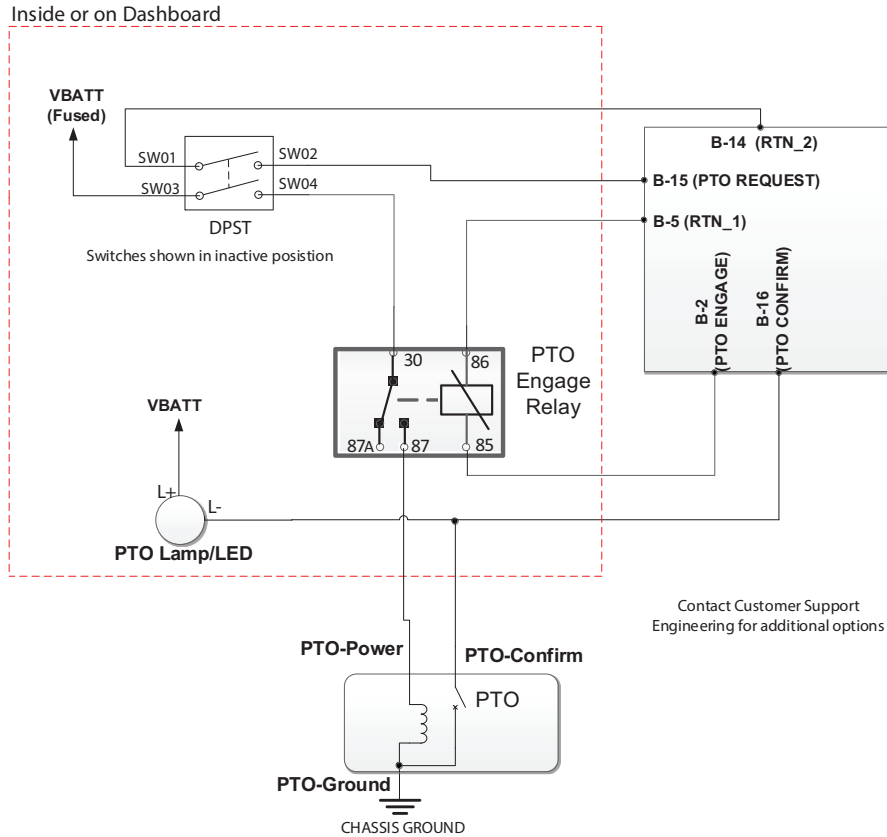 Inside or on Dashboard
VBATT
(Fused)
SW01
SW02
SW03
SW04
DPST
Switches shown in inactive posistion
B-14 (RTN_2)
B-15 (PTO REQUEST)
B-5 (RTN_1)
B-2
(PTO ENGAGE)
B-16
(PTO CONFIRM)
30
86
87A
87
85
PTO
Engage
Relay
VBATT
L+
L-
PTO Lamp/LED
Contact Customer Support
Engineering for additional options
PTO-Power
PTO-Confirm
PTO
PTO-Ground
CHASSIS GROUND